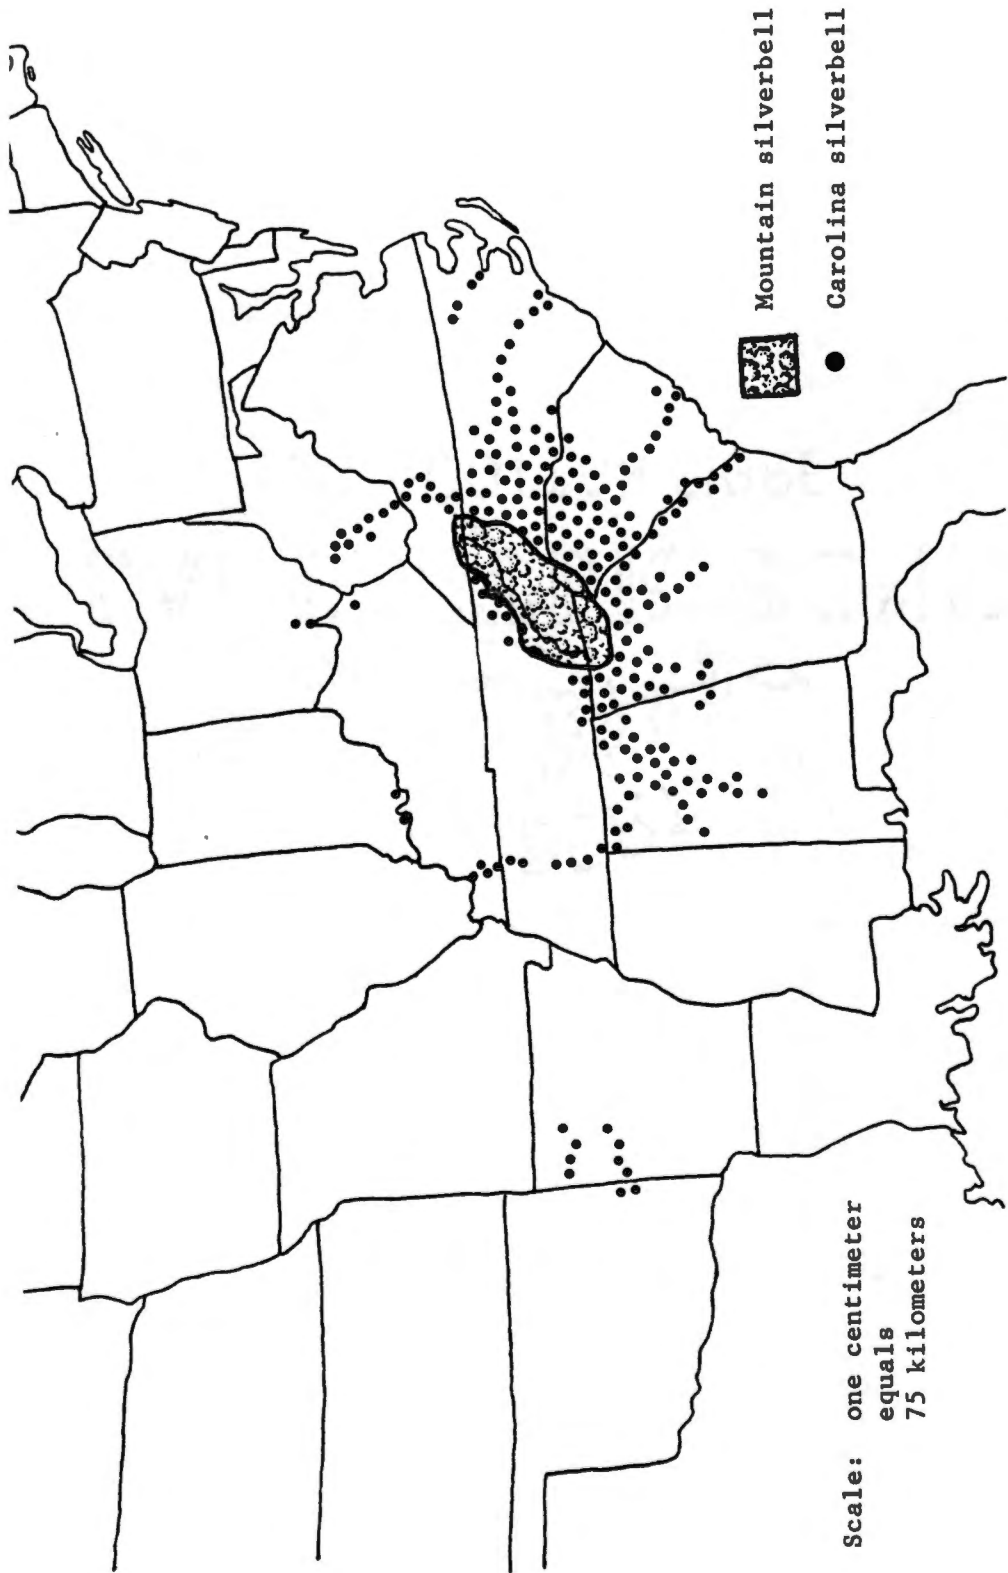 Mountain silverbell
Carolina silverbell
Scale: one centimeter
equals
75 kilometers